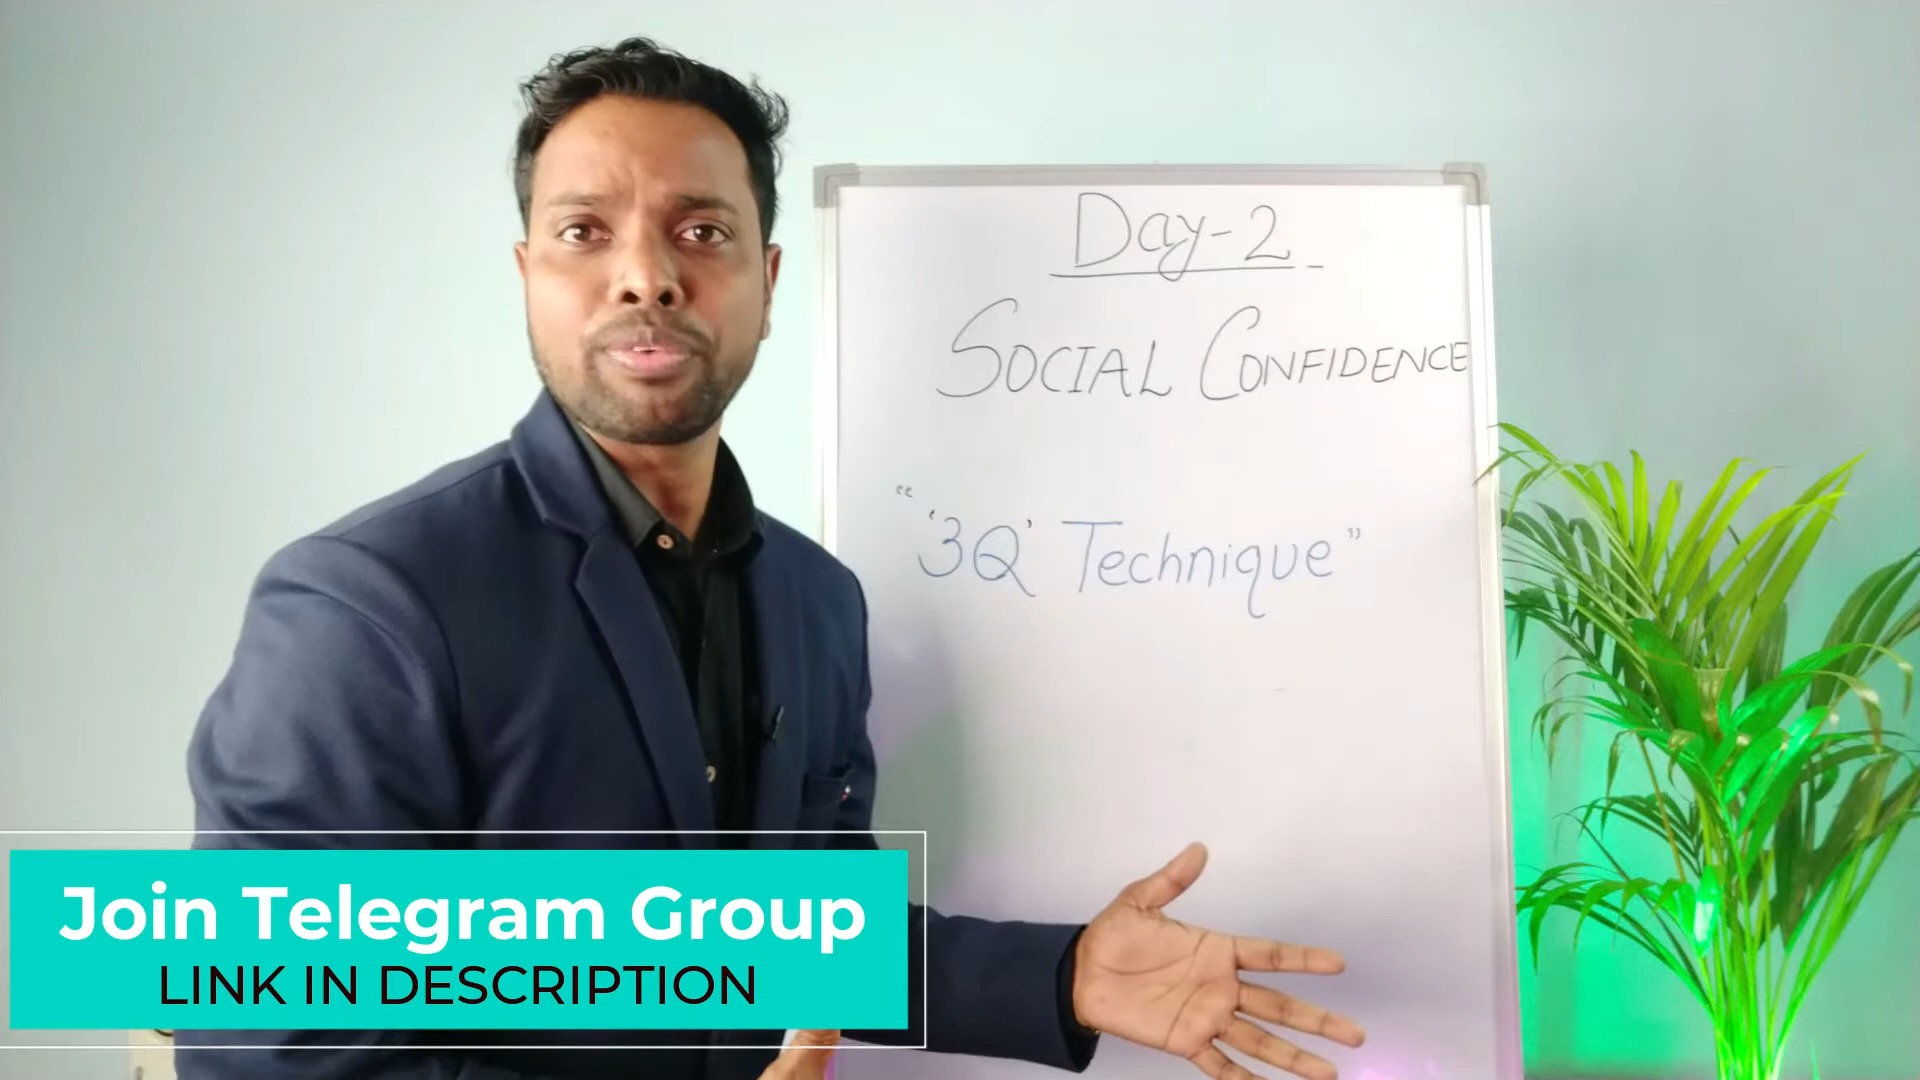 Day-2
SOCIAL CONFIDENCE
"'3Q' Technique"
Join Telegram Group
LINK IN DESCRIPTION